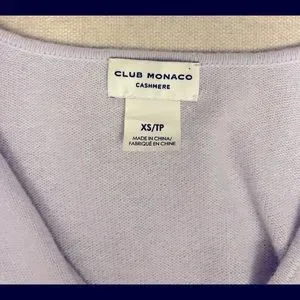 CLUB MONACO
CASHMERE
XS/TP
MADE IN CHINA/
FABRIQUÉ EN CHINE